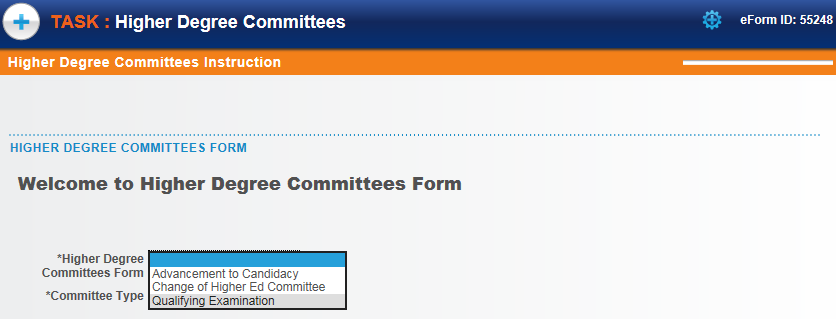 TASK : Higher Degree Committees
eForm ID: 55248
Higher Degree Committees Instruction
HIGHER DEGREE COMMITTEES FORM
Welcome to Higher Degree Committees Form
*Higher Degree
Committees Form
Advancement to Candidacy
Change of Higher Ed Committee
*Committee Type
Qualifying Examination